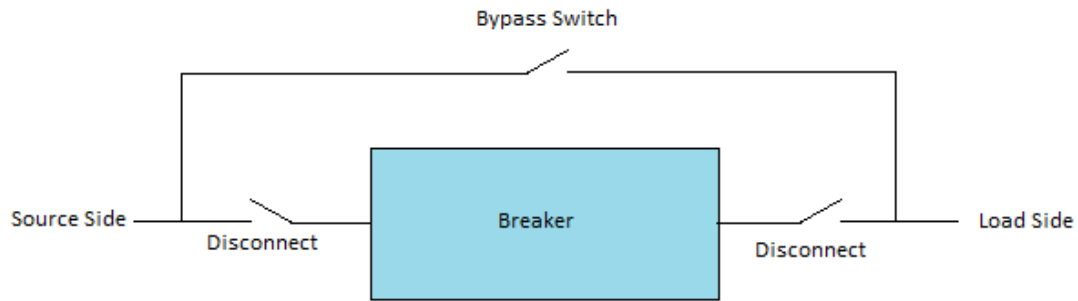 Bypass Switch
Source Side
Breaker
Load Side
Disconnect
Disconnect